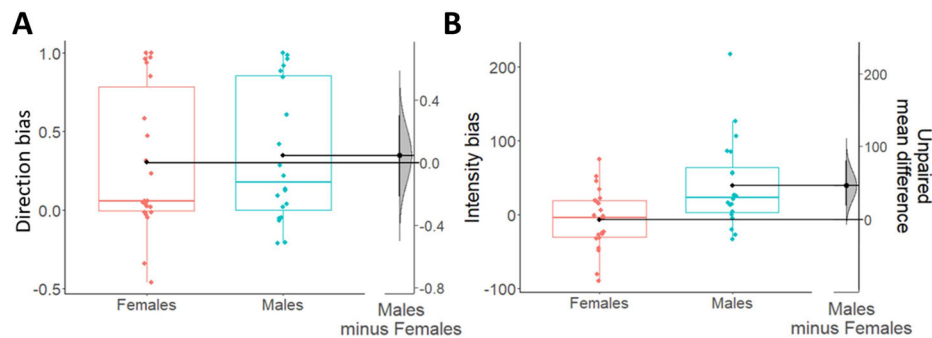 A
B
Direction bias
1.0
0.5
0.0
-0.5
Females
Males
0.4
0.0
-0.4
-0.8
Males
minus Females
Intensity bias
200
100
0
-100
Females
Males
200
100
0
Unpaired
mean difference
Males
minus Females